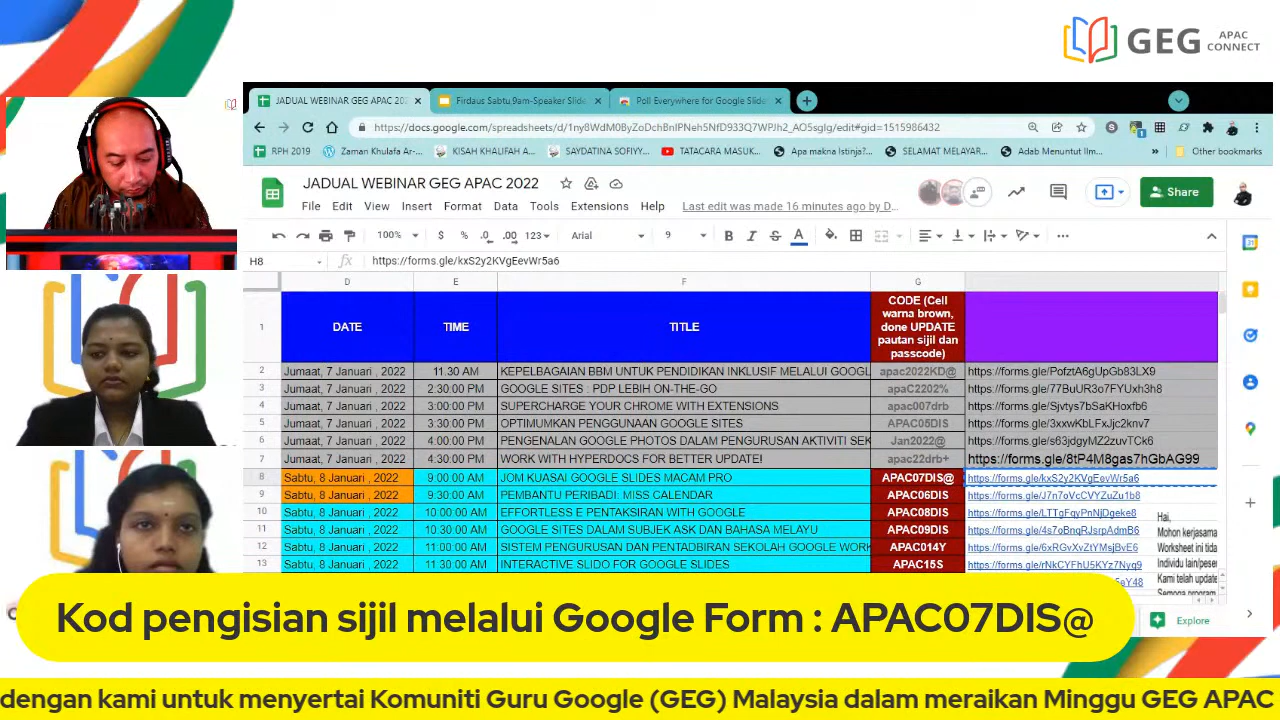 GEG APAC CONNECT
JADUAL WEBINAR GEG APAC 202
Firdaus Sabtu,9am-Speaker Slide
Poll Everywhere for Google Slide
https://docs.google.com/spreadsheets/d/1ny8WdM0ByZoDchBnIPNeh5NfD933Q7WPJh2_AO5sgIg/edit#gid=1515986432
RPH 2019
Zaman Khulafa Ar-...
KISAH KHALIFAH A...
SAYDATINA SOFIYY...
TATACARA MASUK...
Apa makna Istinja?...
SELAMAT MELAYAR...
Adab Menuntut Ilm...
»
Other bookmarks
JADUAL WEBINAR GEG APAC 2022
Share
File Edit View Insert Format Data Tools Extensions Help Last edit was made 16 minutes ago by D...
100% $ % .0 .00 123 Arial 9 B I S A
H8 fx https://forms.gle/kxS2y2KVgEevWr5a6
D E F G
1 DATE TIME TITLE CODE (Cell
warna brown,
done UPDATE
pautan sijil dan
passcode)
2 Jumaat, 7 Januari , 2022 11.30 AM KEPELBAGAIAN BBM UNTUK PENDIDIKAN INKLUSIF MELALUI GOOGL apac2022KD@ https://forms.gle/PofztA6gUpGb83LX9
3 Jumaat, 7 Januari , 2022 2:30:00 PM GOOGLE SITES : PDP LEBIH ON-THE-GO apaC2202% https://forms.gle/77BuUR3o7FYUxh3h8
4 Jumaat, 7 Januari , 2022 3:00:00 PM SUPERCHARGE YOUR CHROME WITH EXTENSIONS apac007drb https://forms.gle/Sjvtys7bSaKHoxfb6
5 Jumaat, 7 Januari , 2022 3:30:00 PM OPTIMUMKAN PENGGUNAAN GOOGLE SITES APAC05DIS https://forms.gle/3xxwKbLFxJjc2knv7
6 Jumaat, 7 Januari , 2022 4:00:00 PM PENGENALAN GOOGLE PHOTOS DALAM PENGURUSAN AKTIVITI SEK Jan2022@ https://forms.gle/s63jdgyMZ2zuvTCk6
7 Jumaat, 7 Januari , 2022 4:30:00 PM WORK WITH HYPERDOCS FOR BETTER UPDATE! apac22drb+ https://forms.gle/8tP4M8gas7hGbAG99
8 Sabtu, 8 Januari , 2022 9:00:00 AM JOM KUASAI GOOGLE SLIDES MACAM PRO APAC07DIS@ https://forms.gle/kxS2y2KVgEevWr5a6
9 Sabtu, 8 Januari , 2022 9:30:00 AM PEMBANTU PERIBADI: MISS CALENDAR APAC06DIS https://forms.gle/J7n7oVcCVYZuZu1b8
10 Sabtu, 8 Januari , 2022 10:00:00 AM EFFORTLESS E PENTAKSIRAN WITH GOOGLE APAC08DIS https://forms.gle/LTTgFqyPnNjDgeke8
11 Sabtu, 8 Januari , 2022 10:30:00 AM GOOGLE SITES DALAM SUBJEK ASK DAN BAHASA MELAYU APAC09DIS https://forms.gle/4s7oBnqRJsrpAdmB6
12 Sabtu, 8 Januari , 2022 11:00:00 AM SISTEM PENGURUSAN DAN PENTADBIRAN SEKOLAH GOOGLE WORK APAC014Y https://forms.gle/6xRGvXvZtYMsjBvE6
13 Sabtu, 8 Januari , 2022 11:30:00 AM INTERACTIVE SLIDO FOR GOOGLE SLIDES APAC15S https://forms.gle/rNkCYFhU5KYz7Nyq9
Hai,
Mohon kerjasama
Worksheet ini tida
Individu lain/peser
Kami telah update
Kod pengisian sijil melalui Google Form : APAC07DIS@
Explore
dengan kami untuk menyertai Komuniti Guru Google (GEG) Malaysia dalam meraikan Minggu GEG APAC